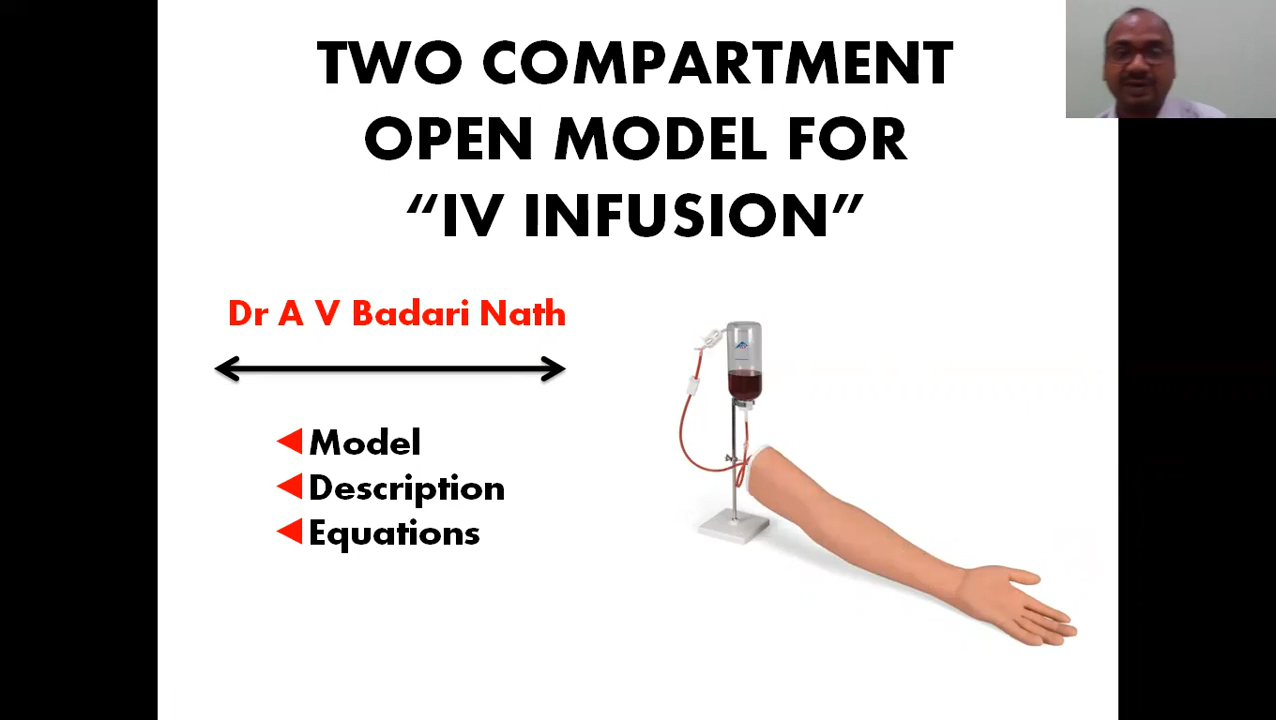 TWO COMPARTMENT
OPEN MODEL FOR
“IV INFUSION”
Dr A V Badari Nath
Model
Description
Equations